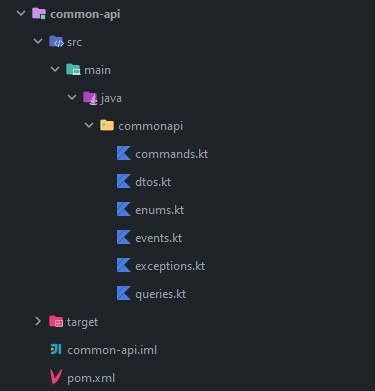 common-api
src
main
java
commonapi
commands.kt
dtos.kt
enums.kt
events.kt
exceptions.kt
queries.kt
target
common-api.iml
pom.xml